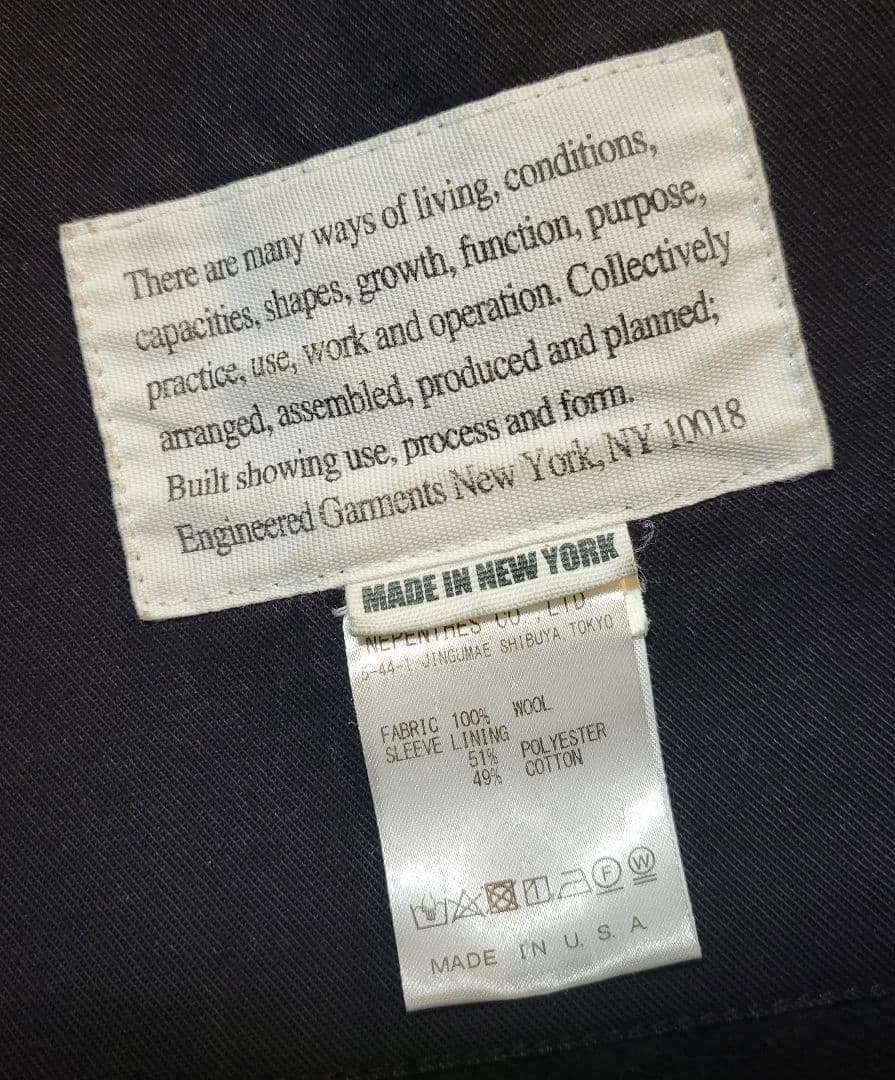 There are many ways of living, conditions,
capacities, shapes, growth, function, purpose,
practice, use, work and operation. Collectively
arranged, assembled, produced and planned;
Built showing use, process and form.
Engineered Garments New York, NY 10018
MADE IN NEW YORK
NEPENTHES CO .,LTD
5-44-1 JINGUMAE SHIBUYA TOKYO
FABRIC 100% WOOL
SLEEVE LINING
51% POLYESTER
49% COTTON
F W
MADE IN U. S. A